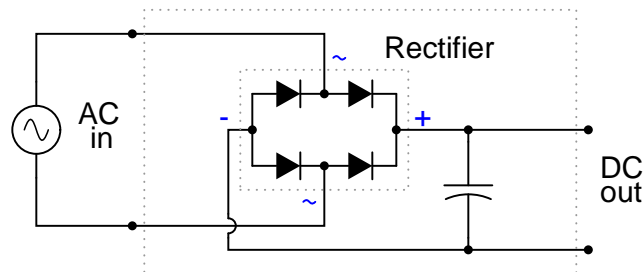 Rectifier
~
- +
AC
in
~
DC
out